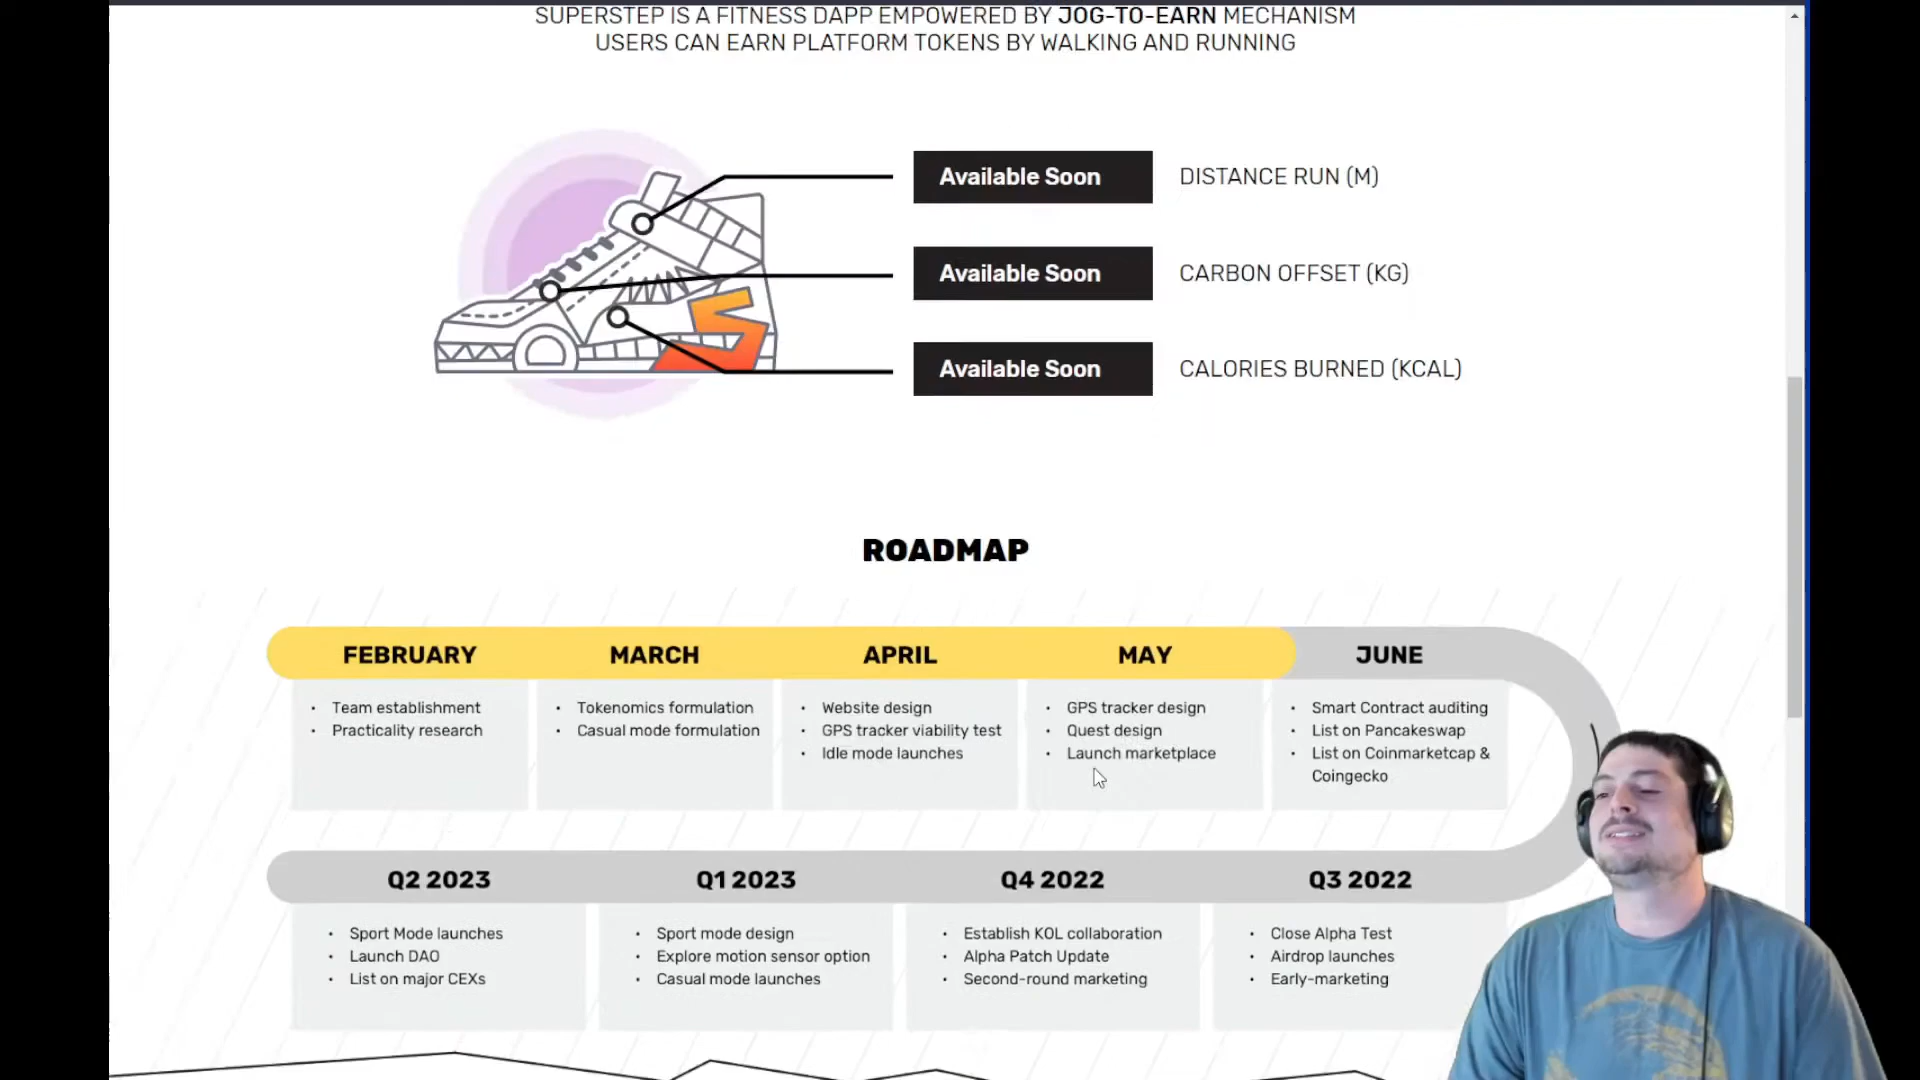 SUPERSTEP IS A FITNESS DAPP EMPOWERED BY JOG-TO-EARN MECHANISM
USERS CAN EARN PLATFORM TOKENS BY WALKING AND RUNNING
Available Soon DISTANCE RUN (M)
Available Soon CARBON OFFSET (KG)
Available Soon CALORIES BURNED (KCAL)
ROADMAP
FEBRUARY
• Team establishment
• Practicality research
MARCH
• Tokenomics formulation
• Casual mode formulation
APRIL
• Website design
• GPS tracker viability test
• Idle mode launches
MAY
• GPS tracker design
• Quest design
• Launch marketplace
JUNE
• Smart Contract auditing
• List on Pancakeswap
• List on Coinmarketcap &
Coingecko
Q2 2023
• Sport Mode launches
• Launch DAO
• List on major CEXs
Q1 2023
• Sport mode design
• Explore motion sensor option
• Casual mode launches
Q4 2022
• Establish KOL collaboration
• Alpha Patch Update
• Second-round marketing
Q3 2022
• Close Alpha Test
• Airdrop launches
• Early-marketing